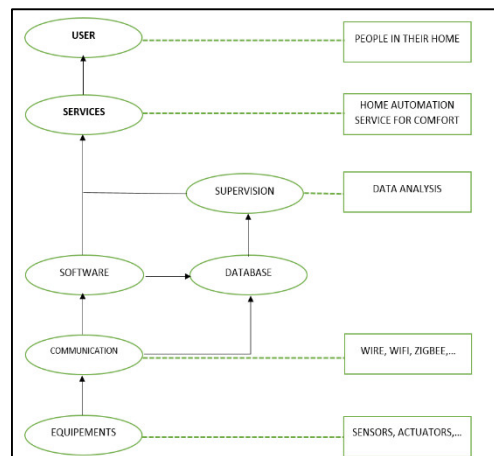 USER
PEOPLE IN THEIR HOME
SERVICES
HOME AUTOMATION
SERVICE FOR COMFORT
SUPERVISION
DATA ANALYSIS
SOFTWARE
DATABASE
COMMUNICATION
WIRE, WIFI, ZIGBEE,...
EQUIPEMENTS
SENSORS, ACTUATORS,...